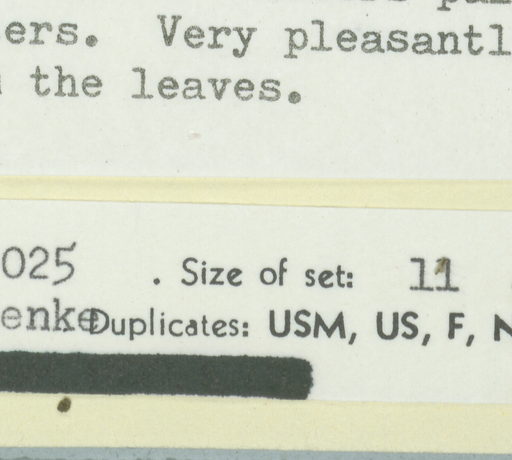 ers. Very pleasantl
the leaves.
025 . Size of set: 11
enke Duplicates: USM, US, F, N